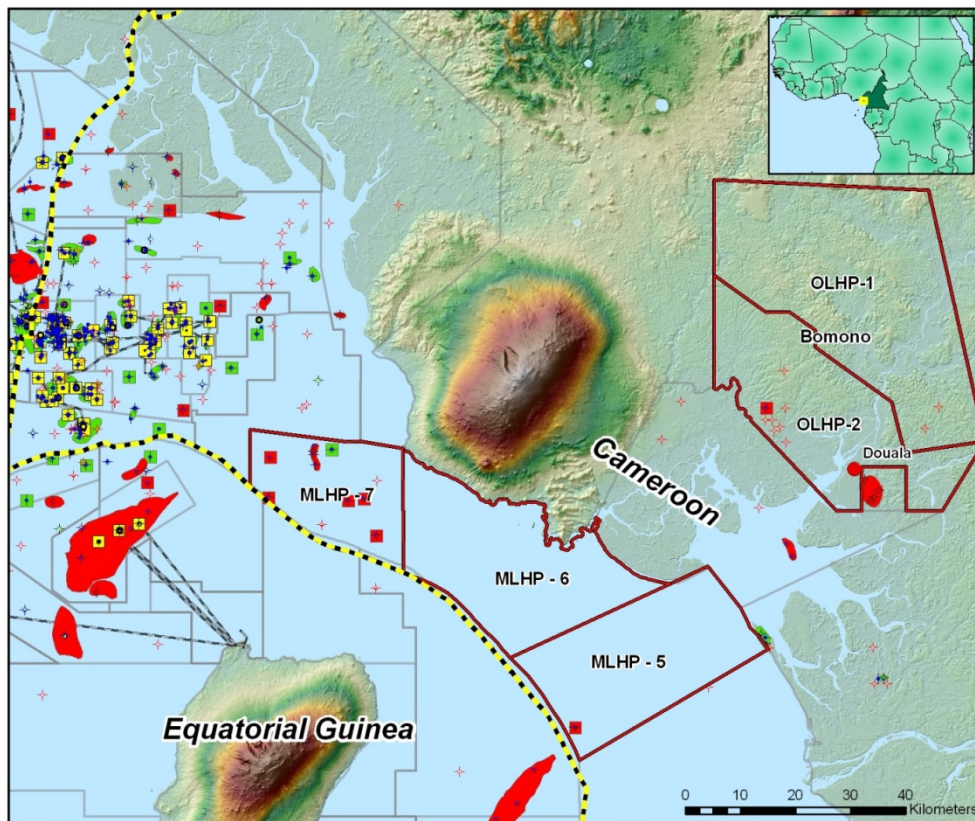 OLHP-1
Bomono
OLHP-2
Douala
Cameroon
MLHP - 7
MLHP - 6
MLHP - 5
Equatorial Guinea
0 5 10 20 30 40
Kilometers